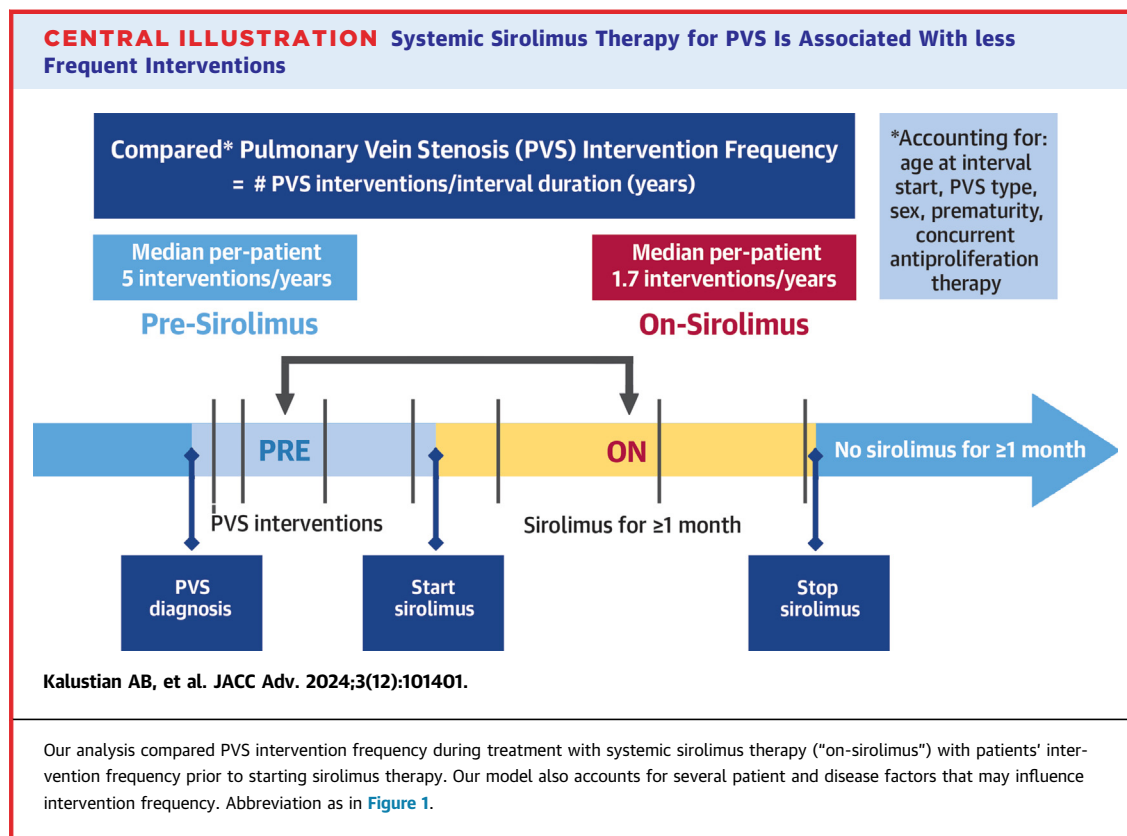 CENTRAL ILLUSTRATION Systemic Sirolimus Therapy for PVS Is Associated With less
Frequent Interventions
Compared* Pulmonary Vein Stenosis (PVS) Intervention Frequency
= # PVS interventions/interval duration (years)
*Accounting for:
age at interval
start, PVS type,
sex, prematurity,
concurrent
antiproliferation
therapy
Median per-patient
5 interventions/years
Median per-patient
1.7 interventions/years
Pre-Sirolimus
On-Sirolimus
PRE
ON
No sirolimus for ≥1 month
PVS interventions
Sirolimus for ≥1 month
PVS
diagnosis
Start
sirolimus
Stop
sirolimus
Kalustian AB, et al. JACC Adv. 2024;3(12):101401.
Our analysis compared PVS intervention frequency during treatment with systemic sirolimus therapy (“on-sirolimus”) with patients’ inter-
vention frequency prior to starting sirolimus therapy. Our model also accounts for several patient and disease factors that may influence
intervention frequency. Abbreviation as in Figure 1.